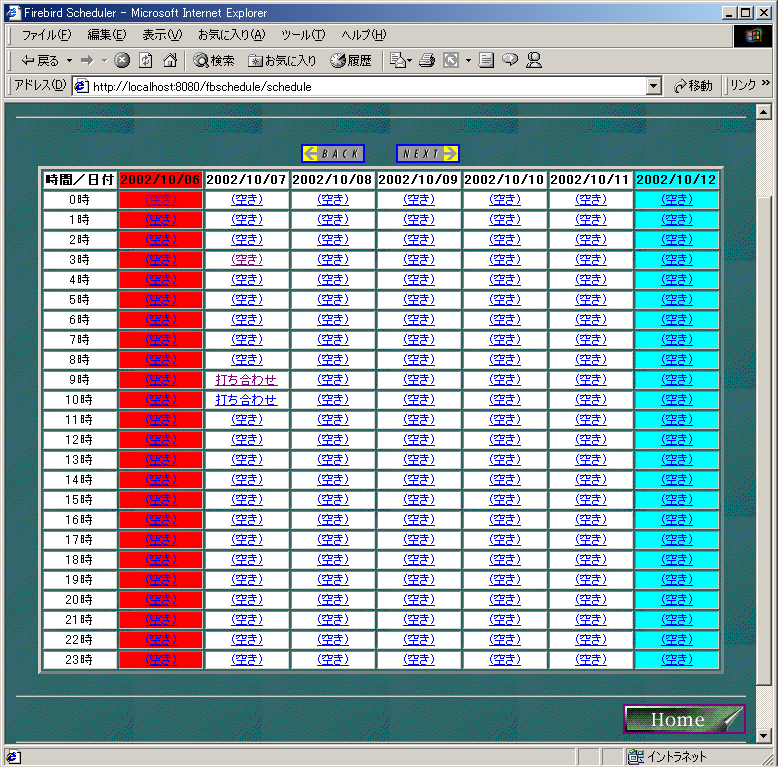 Firebird Scheduler - Microsoft Internet Explorer
ファイル(F) 編集(E) 表示(V) お気に入り(A) ツール(T) ヘルプ(H)
戻る 検索 お気に入り 履歴
アドレス(D) http://localhost:8080/fbschedule/schedule 移動 リンク »
BACK NEXT
時間／日付 2002/10/06 2002/10/07 2002/10/08 2002/10/09 2002/10/10 2002/10/11 2002/10/12
0時 (空き) (空き) (空き) (空き) (空き) (空き) (空き)
1時 (空き) (空き) (空き) (空き) (空き) (空き) (空き)
2時 (空き) (空き) (空き) (空き) (空き) (空き) (空き)
3時 (空き) (空き) (空き) (空き) (空き) (空き) (空き)
4時 (空き) (空き) (空き) (空き) (空き) (空き) (空き)
5時 (空き) (空き) (空き) (空き) (空き) (空き) (空き)
6時 (空き) (空き) (空き) (空き) (空き) (空き) (空き)
7時 (空き) (空き) (空き) (空き) (空き) (空き) (空き)
8時 (空き) (空き) (空き) (空き) (空き) (空き) (空き)
9時 (空き) 打ち合わせ (空き) (空き) (空き) (空き) (空き)
10時 (空き) 打ち合わせ (空き) (空き) (空き) (空き) (空き)
11時 (空き) (空き) (空き) (空き) (空き) (空き) (空き)
12時 (空き) (空き) (空き) (空き) (空き) (空き) (空き)
13時 (空き) (空き) (空き) (空き) (空き) (空き) (空き)
14時 (空き) (空き) (空き) (空き) (空き) (空き) (空き)
15時 (空き) (空き) (空き) (空き) (空き) (空き) (空き)
16時 (空き) (空き) (空き) (空き) (空き) (空き) (空き)
17時 (空き) (空き) (空き) (空き) (空き) (空き) (空き)
18時 (空き) (空き) (空き) (空き) (空き) (空き) (空き)
19時 (空き) (空き) (空き) (空き) (空き) (空き) (空き)
20時 (空き) (空き) (空き) (空き) (空き) (空き) (空き)
21時 (空き) (空き) (空き) (空き) (空き) (空き) (空き)
22時 (空き) (空き) (空き) (空き) (空き) (空き) (空き)
23時 (空き) (空き) (空き) (空き) (空き) (空き) (空き)
Home
イントラネット